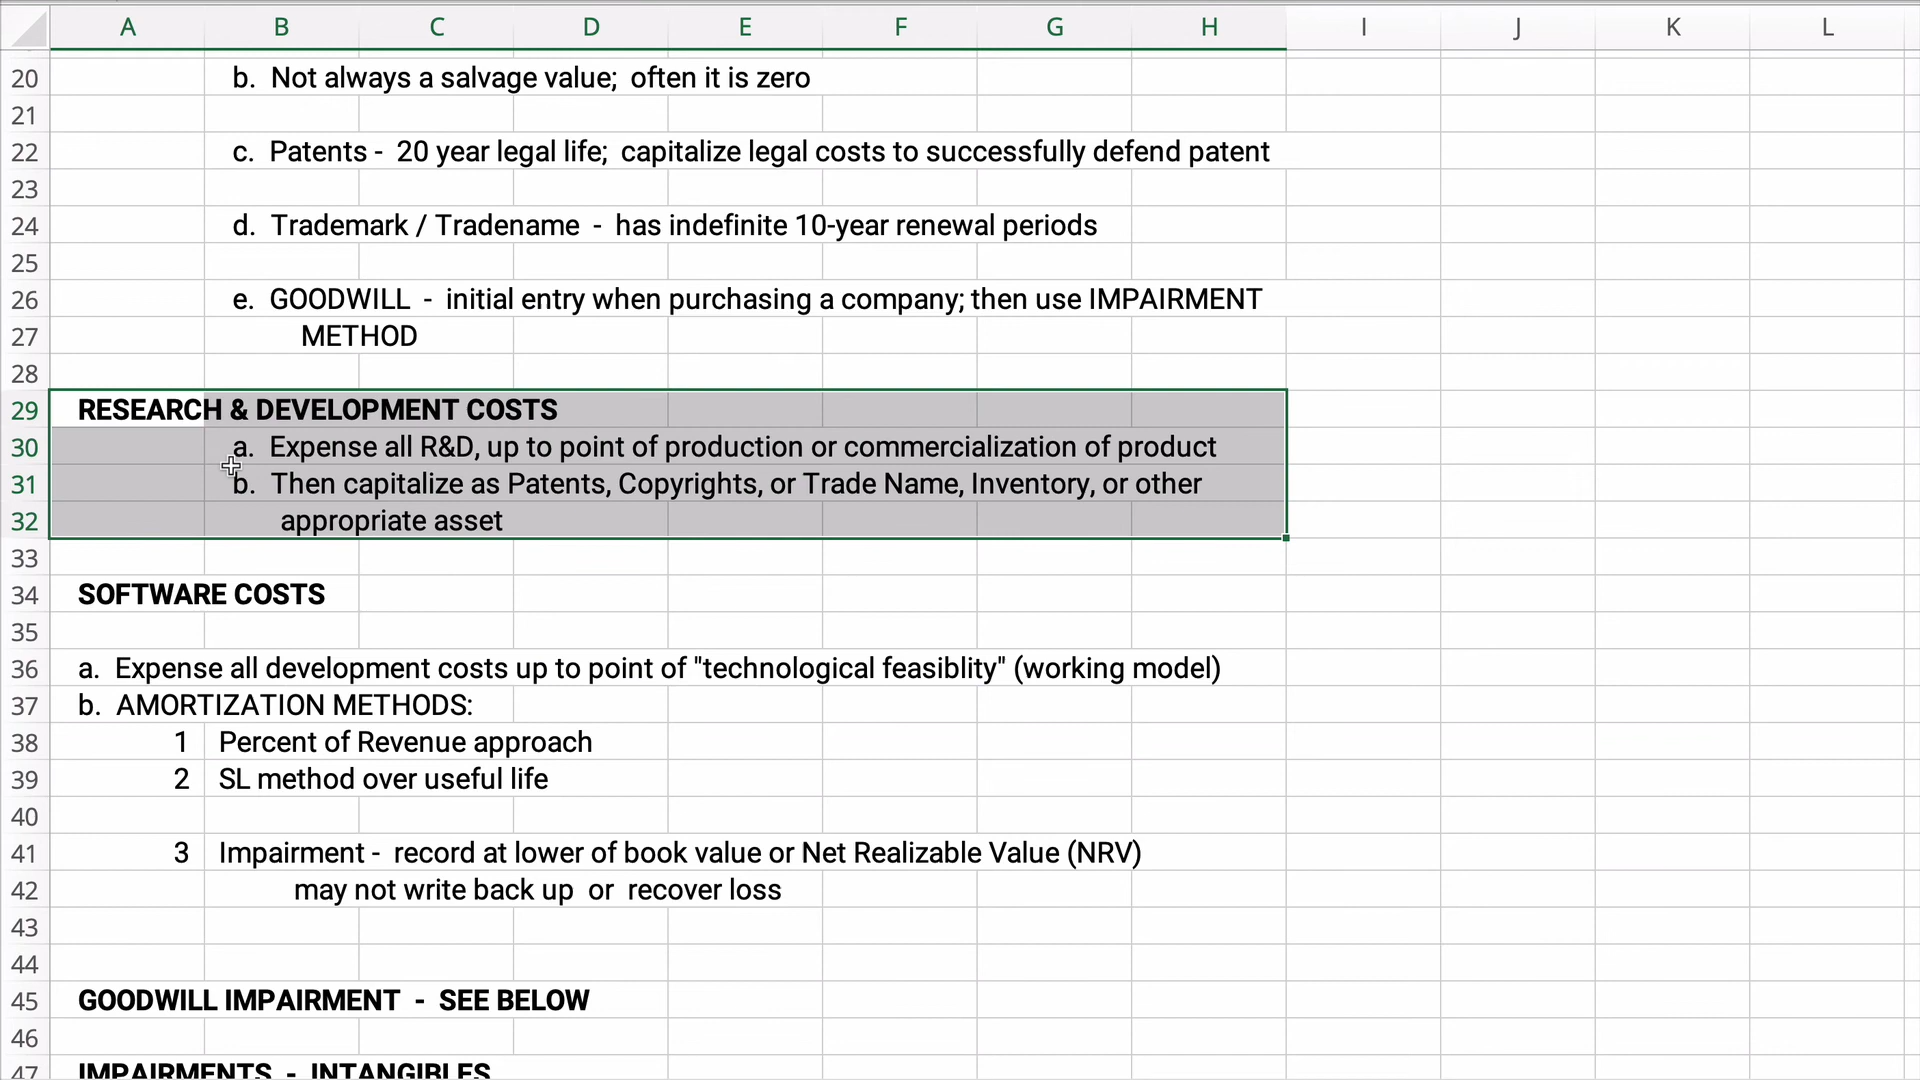 A B C D E F G H I J K L
20 b. Not always a salvage value; often it is zero
21
22 c. Patents - 20 year legal life; capitalize legal costs to successfully defend patent
23
24 d. Trademark / Tradename - has indefinite 10-year renewal periods
25
26 e. GOODWILL - initial entry when purchasing a company; then use IMPAIRMENT
27 METHOD
28
29 RESEARCH & DEVELOPMENT COSTS
30 a. Expense all R&D, up to point of production or commercialization of product
31 b. Then capitalize as Patents, Copyrights, or Trade Name, Inventory, or other
32 appropriate asset
33
34 SOFTWARE COSTS
35
36 a. Expense all development costs up to point of "technological feasiblity" (working model)
37 b. AMORTIZATION METHODS:
38 1 Percent of Revenue approach
39 2 SL method over useful life
40
41 3 Impairment - record at lower of book value or Net Realizable Value (NRV)
42 may not write back up or recover loss
43
44
45 GOODWILL IMPAIRMENT - SEE BELOW
46
47 IMPAIRMENTS - INTANGIBLES